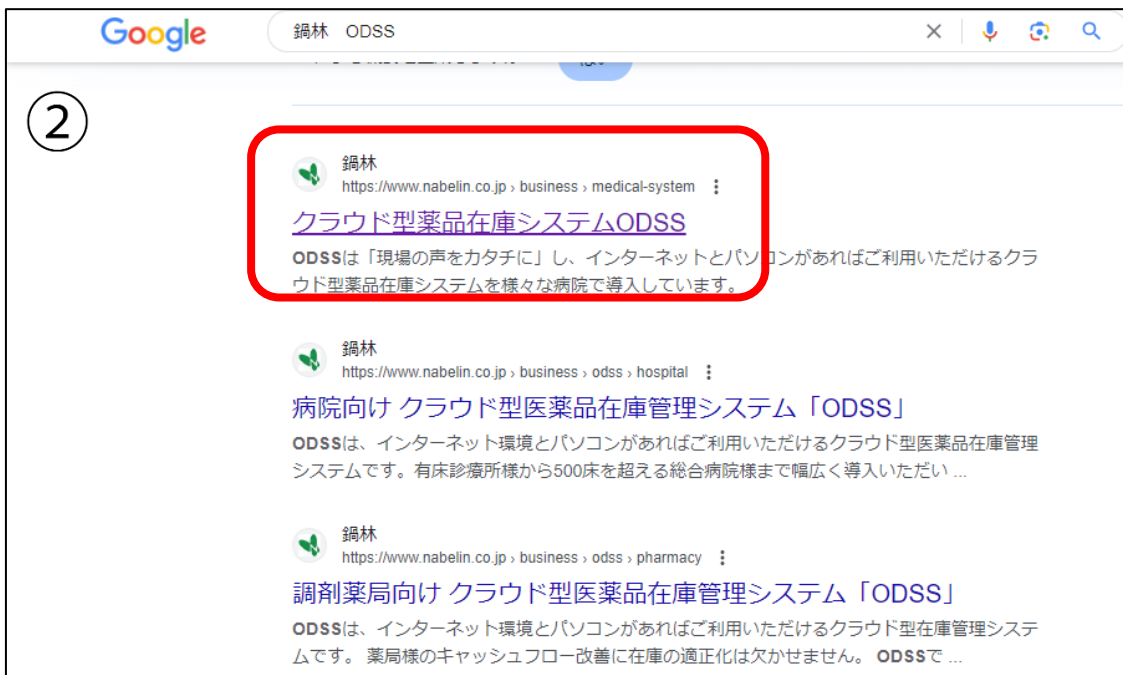 Google
鍋林 ODSS
②
鍋林
https://www.nabelin.co.jp › business › medical-system
クラウド型薬品在庫システムODSS
ODSSは「現場の声をカタチに」し、インターネットとパソコンがあればご利用いただけるクラ
ウド型薬品在庫システムを様々な病院で導入しています。
鍋林
https://www.nabelin.co.jp › business › odss › hospital
病院向け クラウド型医薬品在庫管理システム「ODSS」
ODSSは、インターネット環境とパソコンがあればご利用いただけるクラウド型医薬品在庫管理
システムです。有床診療所様から500床を超える総合病院様まで幅広く導入いただい ...
鍋林
https://www.nabelin.co.jp › business › odss › pharmacy
調剤薬局向け クラウド型医薬品在庫管理システム「ODSS」
ODSSは、インターネット環境とパソコンがあればご利用いただけるクラウド型在庫管理システ
ムです。 薬局様のキャッシュフロー改善に在庫の適正化は欠かせません。 ODSSで ...